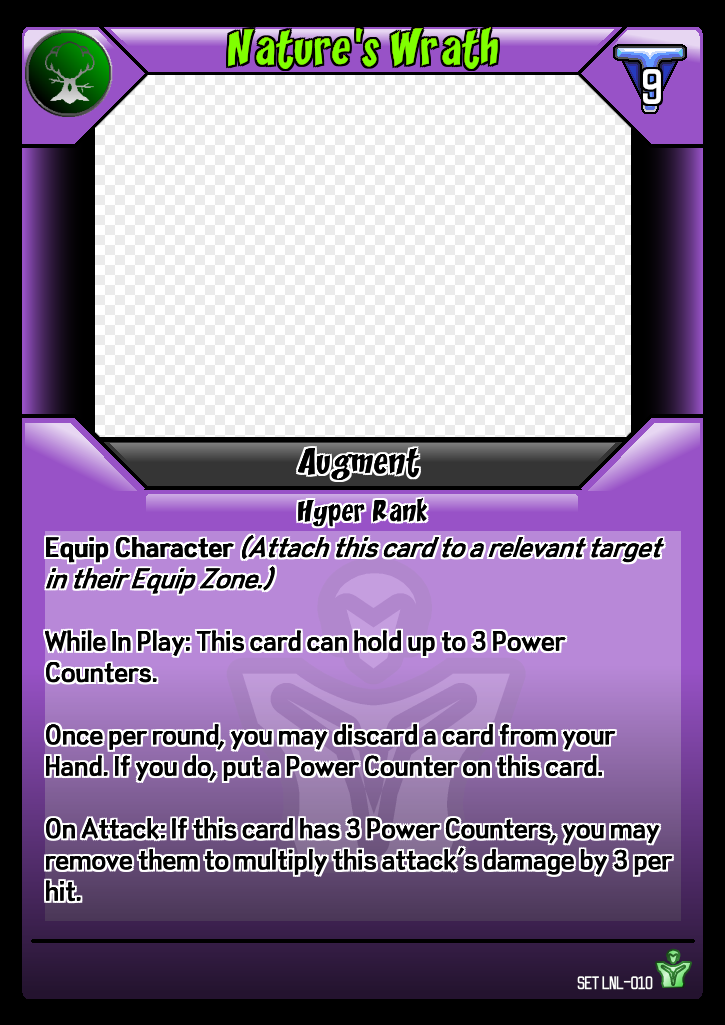 Nature's Wrath
9
Augment
Hyper Rank
Equip Character (Attach this card to a relevant target
in their Equip Zone.)
While In Play: This card can hold up to 3 Power
Counters.
Once per round, you may discard a card from your
Hand. If you do, put a Power Counter on this card.
On Attack: If this card has 3 Power Counters, you may
remove them to multiply this attack's damage by 3 per
hit.
SET LNL-010